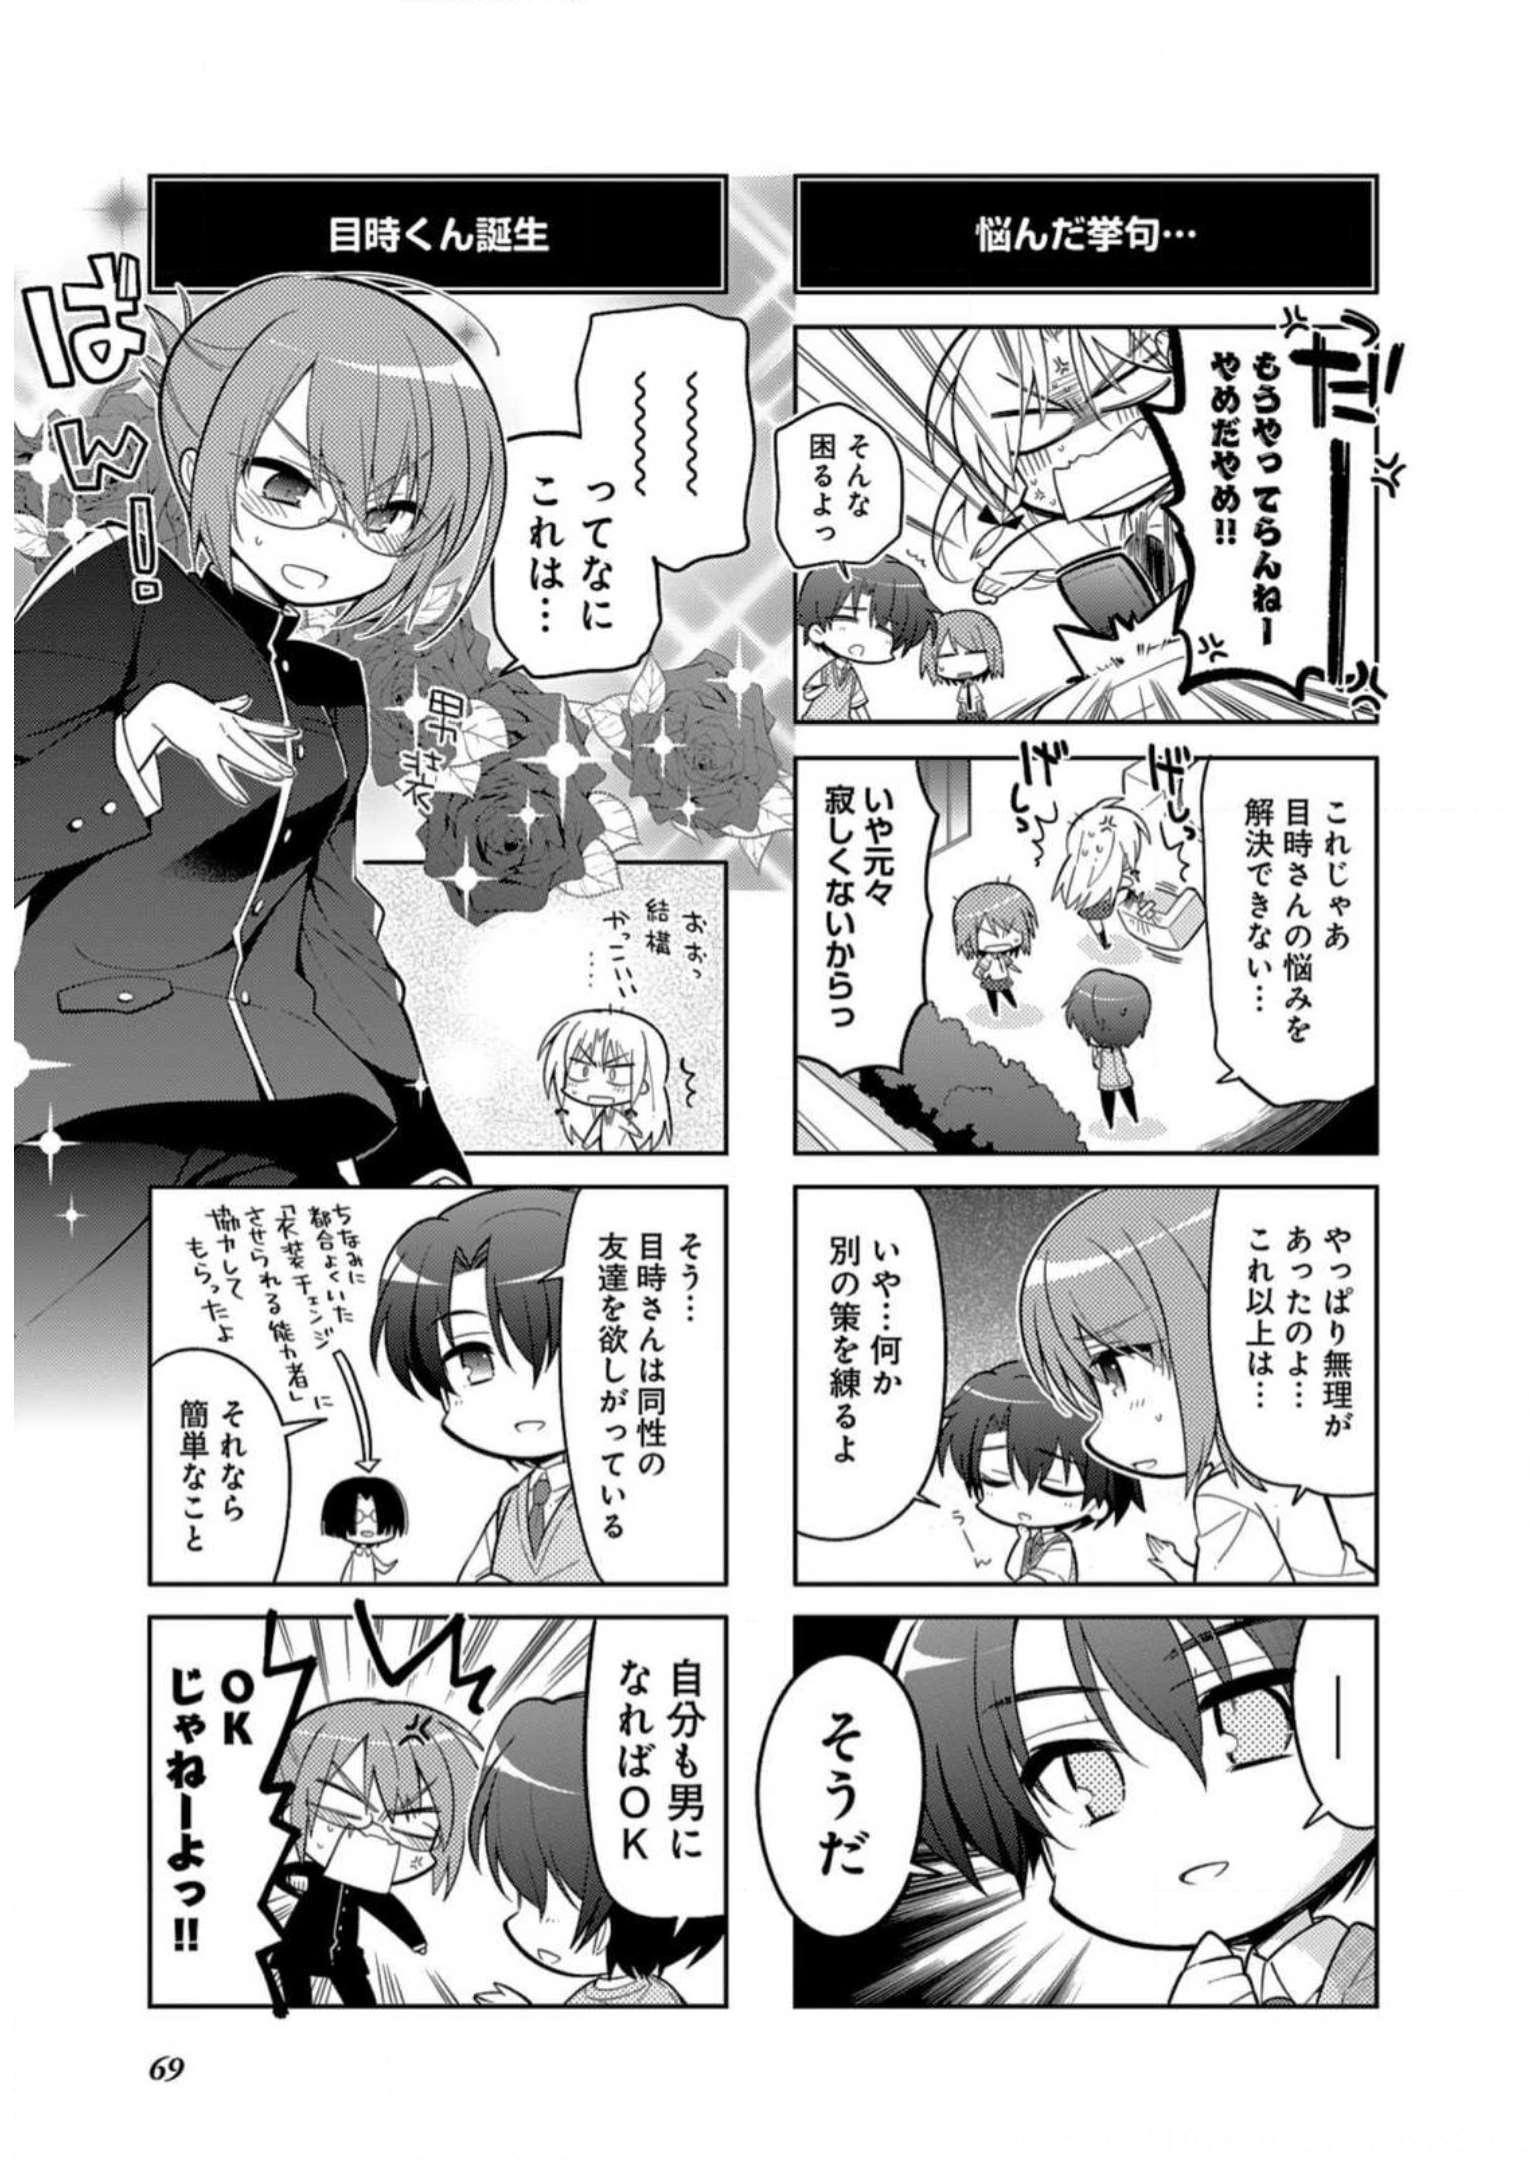 悩んだ挙句…
だーっ!
もうやってらんねー
やめだやめ!!
そんな
困るよっ
これじゃあ
目時さんの悩みを
解決できない…
げしっ
げしっ
いや元々
寂しくないからっ
やっぱり無理が
あったのよ…
これ以上は…
いや…何か
別の策を練るよ
うーん
―
そうだ
目時くん誕生
〜〜〜〜
〜〜〜〜
ってなに
これは…
ばんー!
男装
おおっ
結構
かっこいい
……
そう…
目時さんは同性の
友達を欲しがっている
ちなみに
都合よくいた
「衣装チェンジ
させられる能力者」に
協力して
もらったよ
それなら
簡単なこと
自分も男に
なればOK
OK
じゃねーよっ!!
69